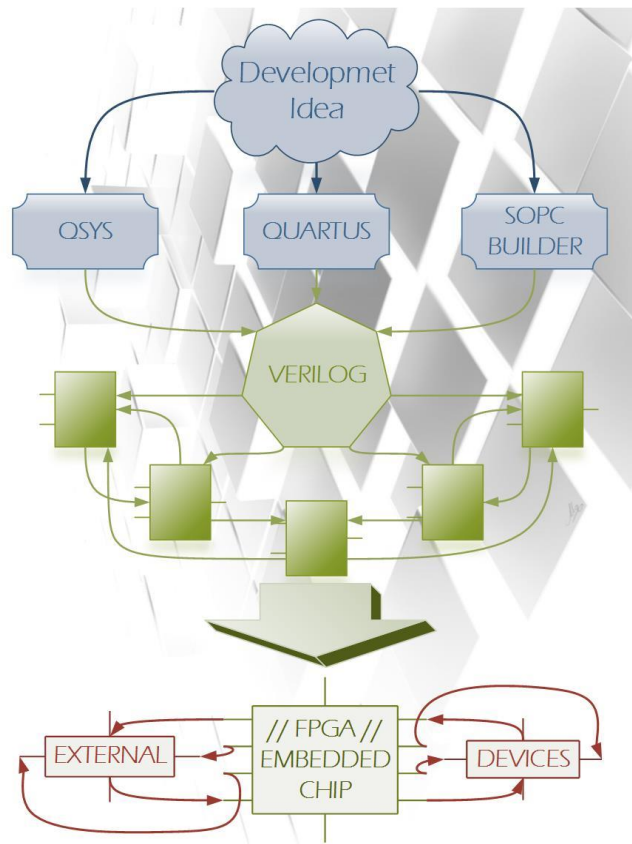 Developmet
Idea
QSYS
QUARTUS
SOPC
BUILDER
VERILOG
// FPGA //
EMBEDDED
CHIP
EXTERNAL
DEVICES